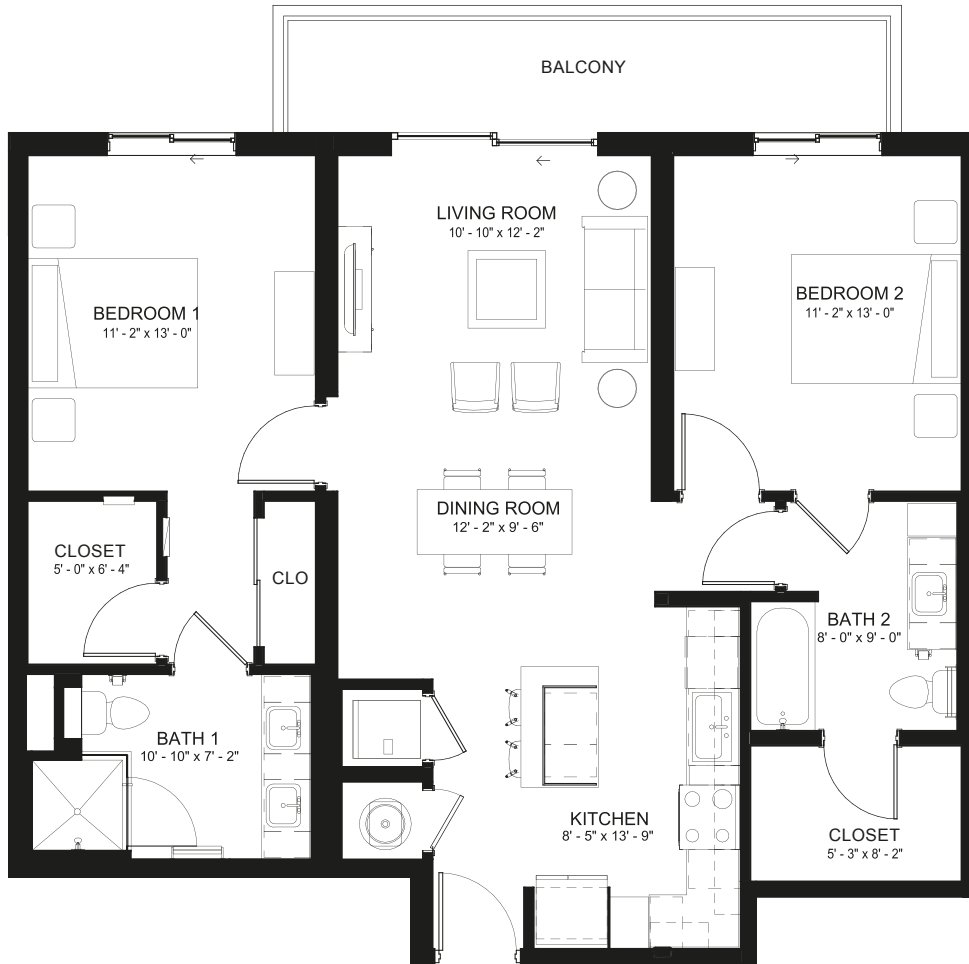 BALCONY
LIVING ROOM
10' - 10" x 12' - 2"
BEDROOM 1
11' - 2" x 13' - 0"
BEDROOM 2
11' - 2" x 13' - 0"
DINING ROOM
12' - 2" x 9' - 6"
CLOSET
5' - 0" x 6' - 4"
CLO
BATH 2
8' - 0" x 9' - 0"
BATH 1
10' - 10" x 7' - 2"
KITCHEN
8' - 5" x 13' - 9"
CLOSET
5' - 3" x 8' - 2"